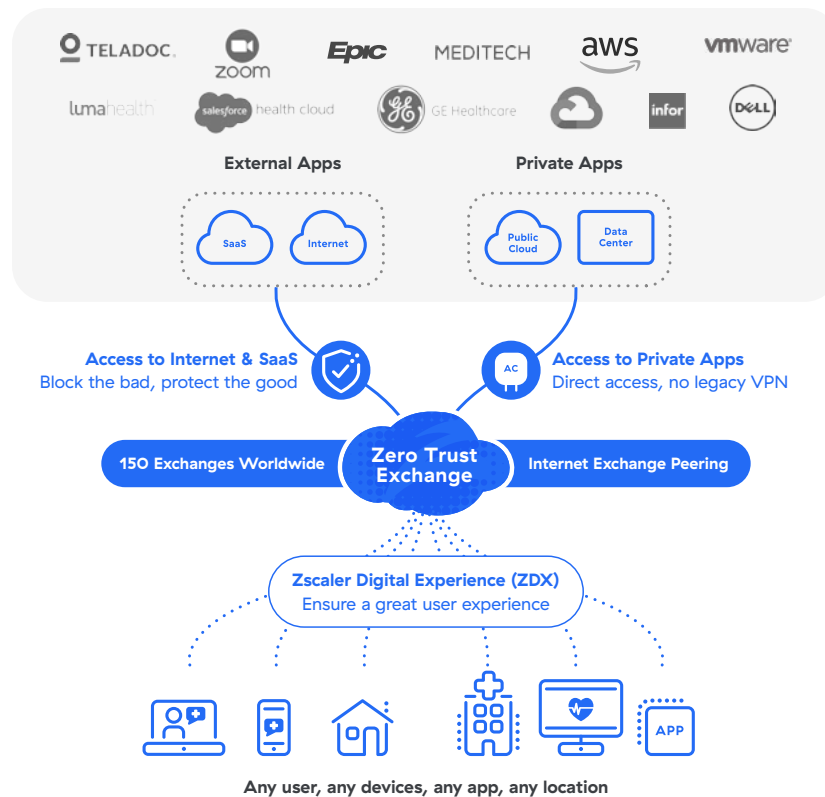 TELADOC
zoom
Epic
MEDITECH
aws
vmware
lumahealth
salesforce health cloud
GE Healthcare
infor
DELL
External Apps
Private Apps
SaaS
Internet
Public
Cloud
Data
Center
Access to Internet & SaaS
Block the bad, protect the good
AC
Access to Private Apps
Direct access, no legacy VPN
150 Exchanges Worldwide
Zero Trust
Exchange
Internet Exchange Peering
Zscaler Digital Experience (ZDX)
Ensure a great user experience
APP
Any user, any devices, any app, any location